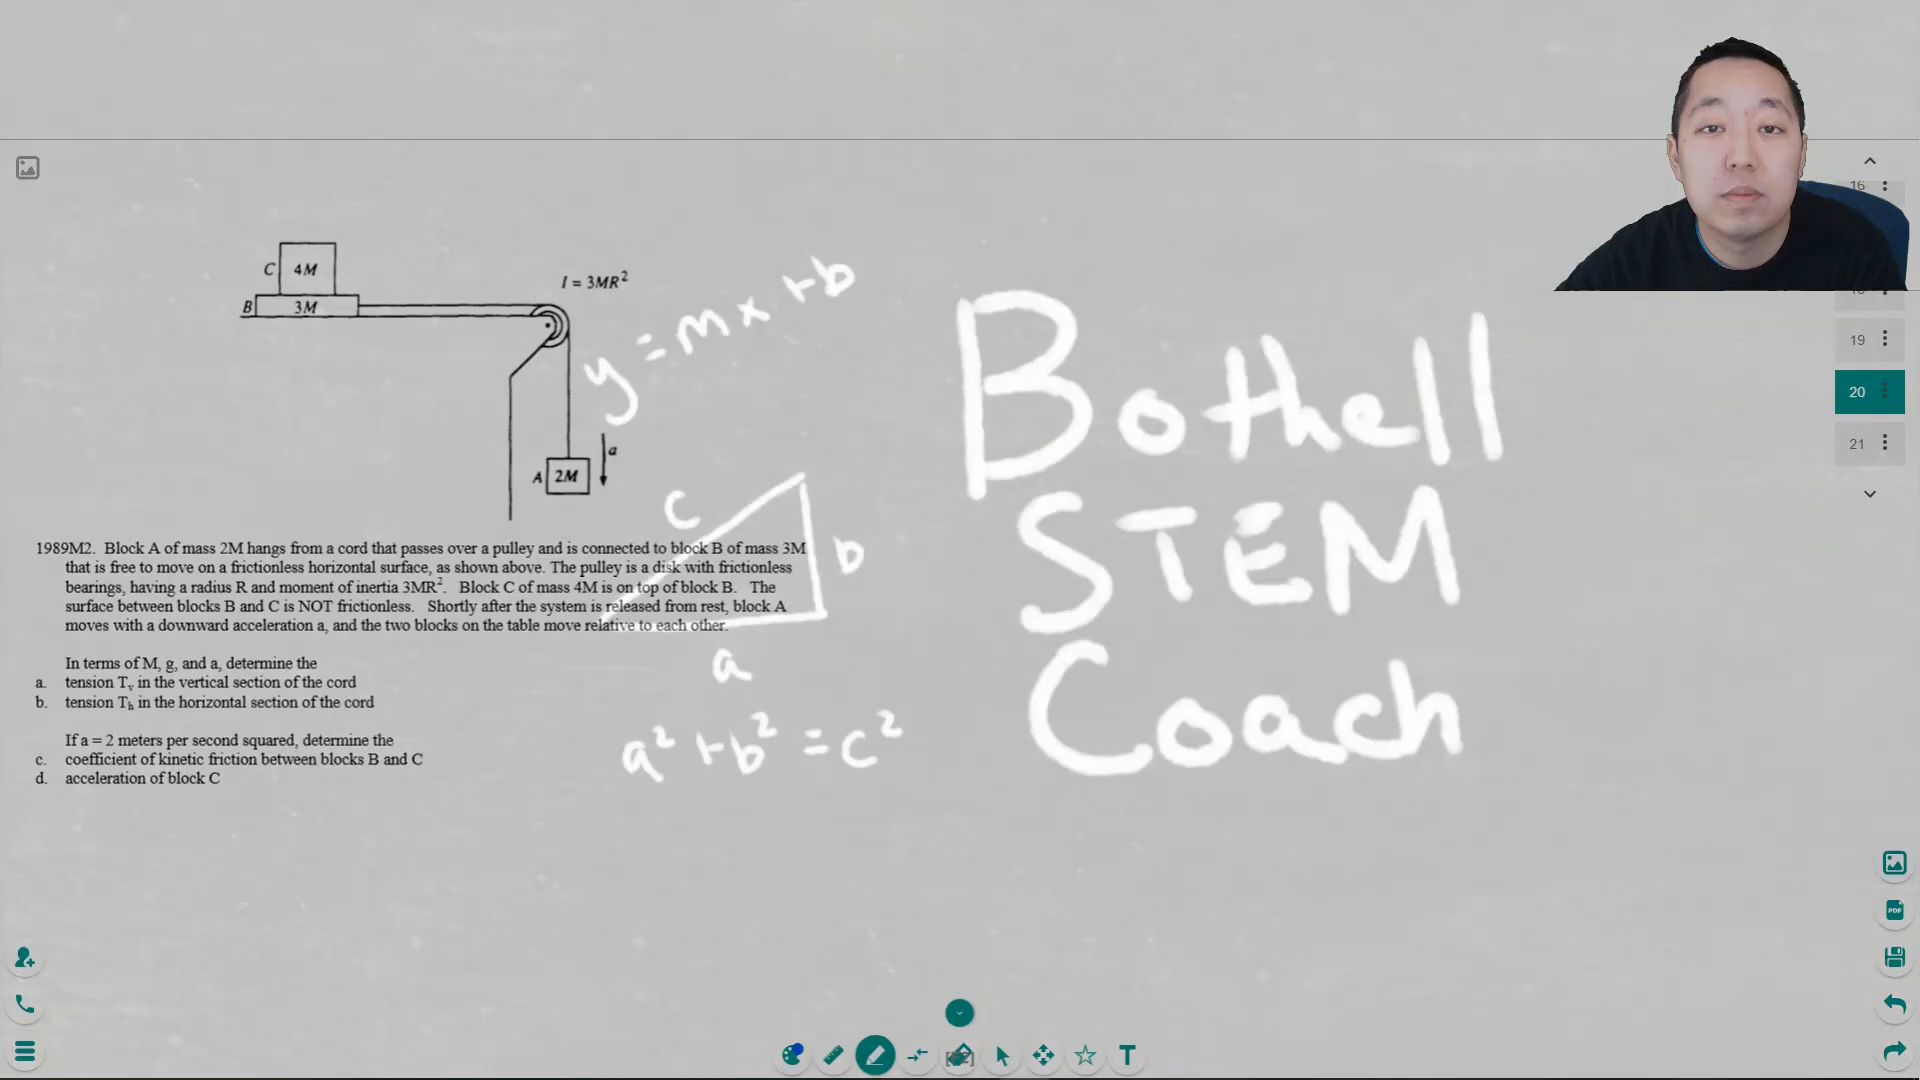 16
C 4M
B 3M
I = 3MR²
y = mx + b
19
20
21
a
A 2M
Bothell
STEM
Coach
c
b
a
a² + b² = c²
1989M2. Block A of mass 2M hangs from a cord that passes over a pulley and is connected to block B of mass 3M
that is free to move on a frictionless horizontal surface, as shown above. The pulley is a disk with frictionless
bearings, having a radius R and moment of inertia 3MR². Block C of mass 4M is on top of block B. The
surface between blocks B and C is NOT frictionless. Shortly after the system is released from rest, block A
moves with a downward acceleration a, and the two blocks on the table move relative to each other.
In terms of M, g, and a, determine the
a. tension Tᵥ in the vertical section of the cord
b. tension Tₕ in the horizontal section of the cord
If a = 2 meters per second squared, determine the
c. coefficient of kinetic friction between blocks B and C
d. acceleration of block C
PDF
T